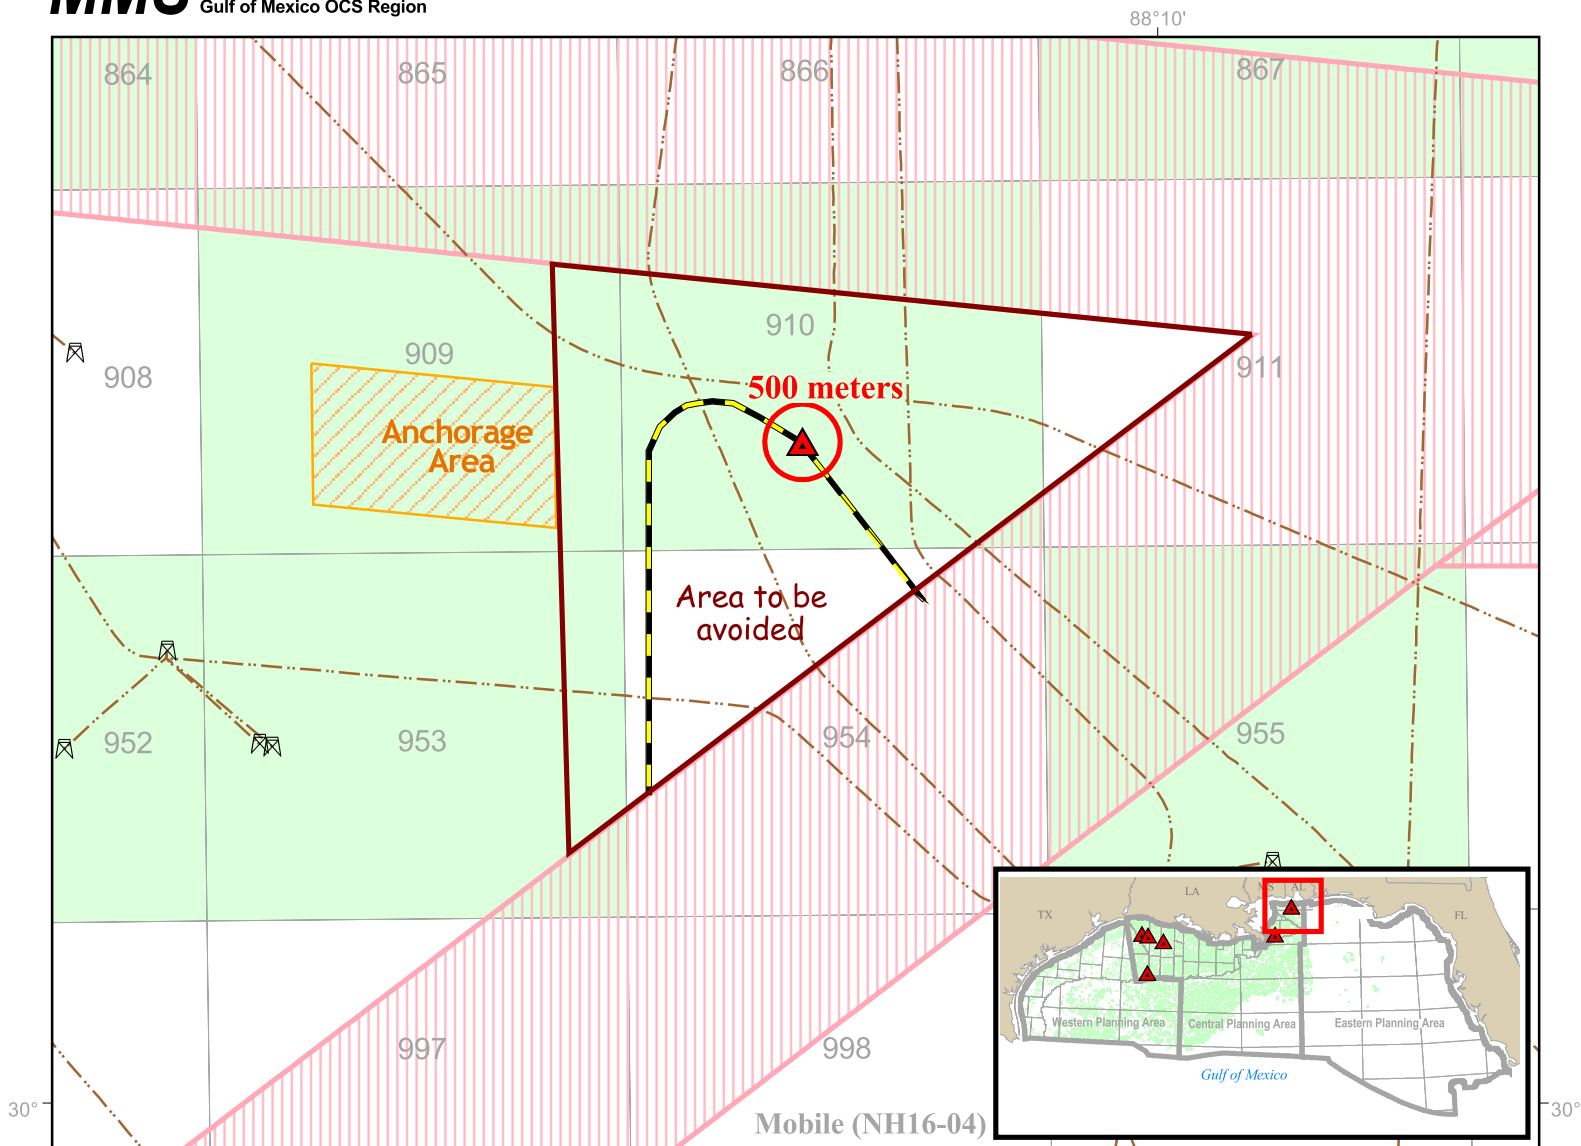 Gulf of Mexico OCS Region
88°10'
864
865
866
867
910
909
908
911
500 meters
Anchorage
Area
Area to be
avoided
952
953
954
955
997
998
30°
30°
Mobile (NH16-04)
TX
LA
MS
AL
FL
Western Planning Area
Central Planning Area
Eastern Planning Area
Gulf of Mexico